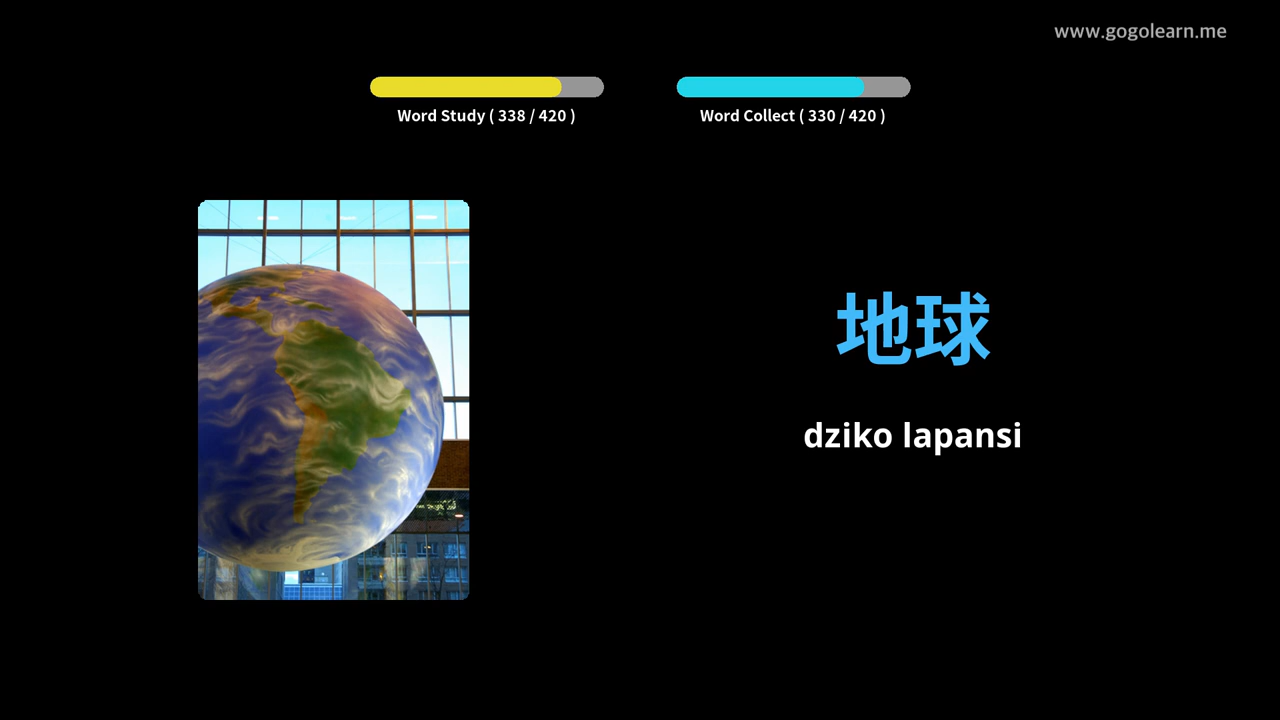 www.gogolearn.me
Word Study ( 338 / 420 )
Word Collect ( 330 / 420 )
地球
dziko lapansi